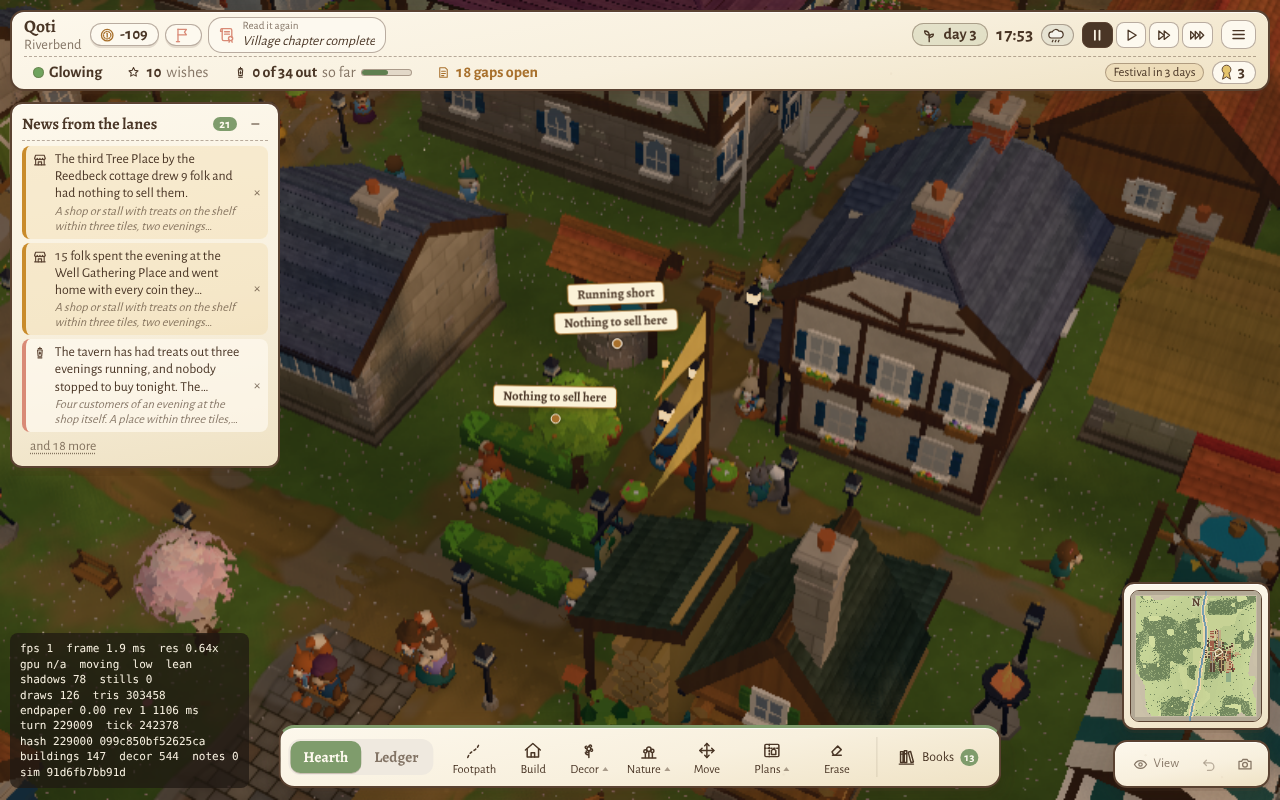 Qoti
Riverbend
-109
Read it again
Village chapter complete
day 3
17:53
Glowing
10 wishes
0 of 34 out so far
18 gaps open
Festival in 3 days
3
News from the lanes
21
The third Tree Place by the
Reedbeck cottage drew 9 folk and
had nothing to sell them.
A shop or stall with treats on the shelf
within three tiles, two evenings…
15 folk spent the evening at the
Well Gathering Place and went
home with every coin they…
A shop or stall with treats on the shelf
within three tiles, two evenings…
The tavern has had treats out three
evenings running, and nobody
stopped to buy tonight. The…
Four customers of an evening at the
shop itself. A place within three tiles,…
and 18 more
Running short
Nothing to sell here
Nothing to sell here
N
fps 1 frame 1.9 ms res 0.64x
gpu n/a moving low lean
shadows 78 stills 0
draws 126 tris 303458
endpaper 0.00 rev 1 1106 ms
turn 229009 tick 242378
hash 229000 099c850bf52625ca
buildings 147 decor 544 notes 0
sim 91d6fb7bb91d
Hearth
Ledger
Footpath
Build
Decor
Nature
Move
Plans
Erase
Books 13
View